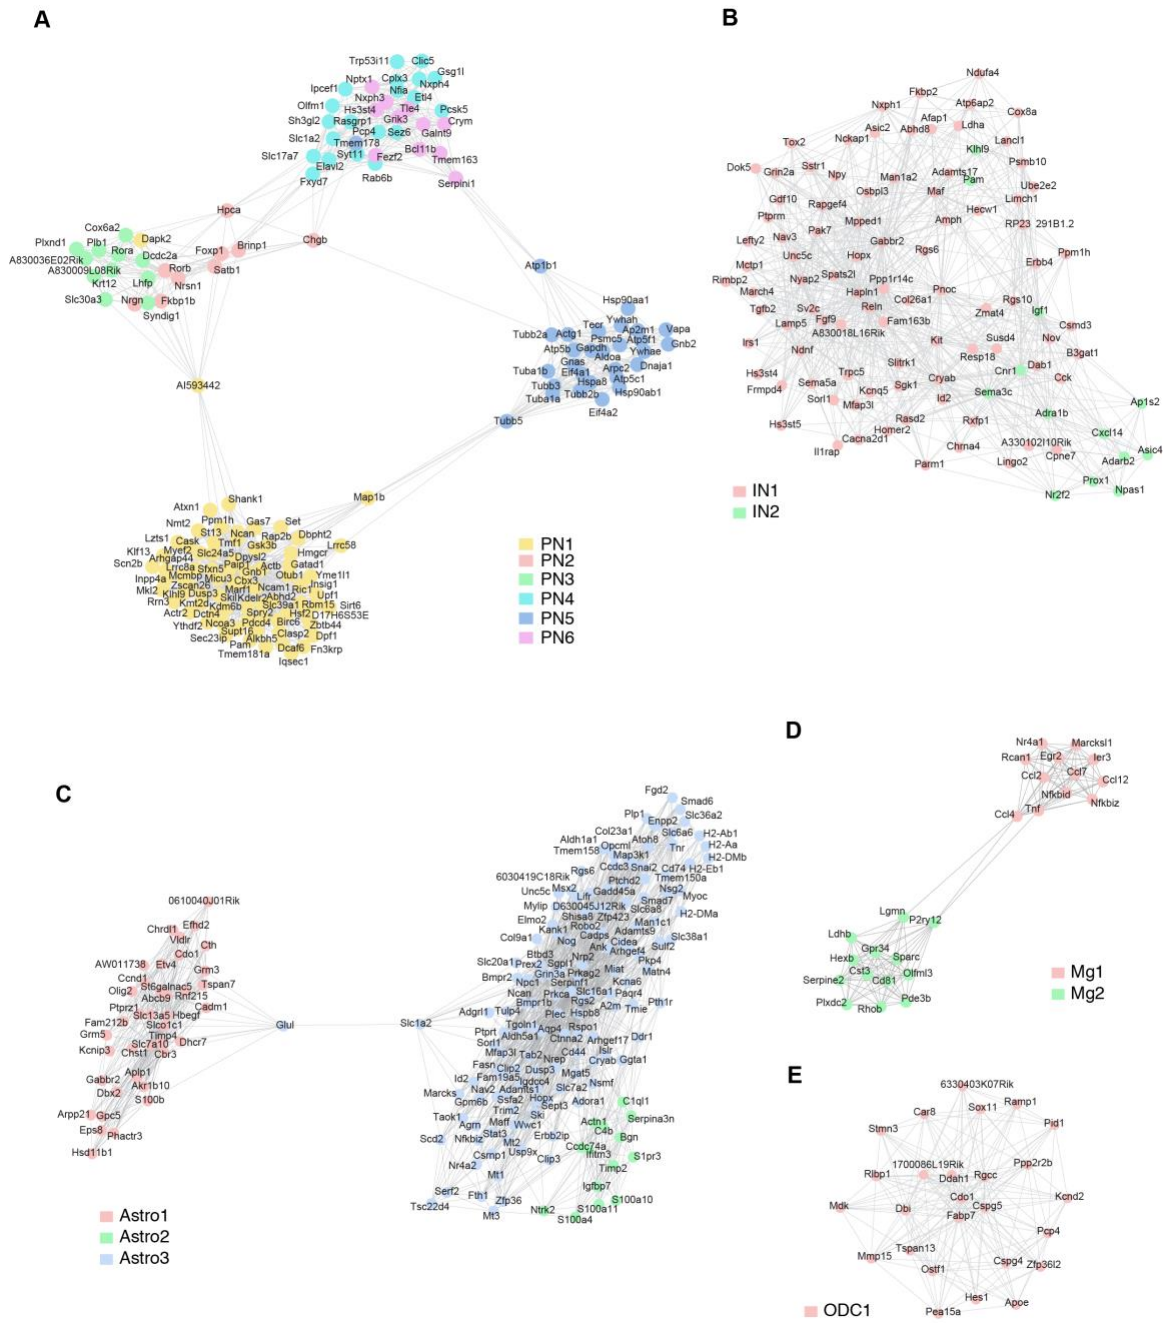 A
Trp53i11
Clic5
Nptx1
Cplx3
Gsg1l
Ipcef1
Nfia
Nxph4
Nxph3
Etl4
Olfm1
Hs3st4
Tle4
Pcsk5
Sh3gl2
Rasgrp1
Grik3
Crym
Pcp4
Sez6
Galnt9
Slc1a2
Tmem178
Slc17a7
Syt11
Fezf2
Bcl11b
Tmem163
Elavl2
Fxyd7
Rab6b
Serpini1
Hpca
Cox6a2
Plxnd1
Plb1
Dapk2
Rora
Foxp1
Brinp1
Chgb
A830036E02Rik
Dcdc2a
A830009L08Rik
Rorb
Satb1
Krt12
Lhfp
Nrsn1
Slc30a3
Nrgn
Fkbp1b
Syndig1
Atp1b1
Hsp90aa1
Ywhah
Tecr
Tubb2a
Actg1
Ap2m1
Vapa
Psmc5
Atp5f1
Gnb2
Atp5b
Gapdh
Ywhae
Aldoa
Gnas
Arpc2
Dnaja1
Tuba1b
Eif4a1
Hspa8
Atp5c1
Tubb3
Tubb2b
Hsp90ab1
Tuba1a
Eif4a2
AI593442
Tubb5
Map1b
Shank1
Atxn1
Ppm1h
Nmt2
Gas7
Set
St13
Ncan
Rap2b
Dbpht2
Lzts1
Cask
Tmf1
Gsk3b
Lrrc58
Klf13
Myef2
Slc24a5
Dpysl2
Hmgcr
Arhgap44
Paip1
Actb
Gatad1
Scn2b
Lrrc8a
Sfxn5
Gnb1
Otub1
Yme1l1
Inpp4a
Mcmbp
Micu3
Cbx3
Insig1
Mkl2
Zscan26
Marf1
Ncam1
Ric1
Klhl9
Dusp3
Skil
Kdelr2
Abhd2
Upf1
Rrn3
Kmt2d
Slc39a1
Rbm15
Sirt6
Kdm6b
Actr2
Dctn4
Spry2
Hsf2
D17H6S53E
Ythdf2
Ncoa3
Pdcd4
Birc6
Zbtb44
Supt16
Clasp2
Sec23ip
Alkbh5
Dpf1
Pam
Dcaf6
Fn3krp
Tmem181a
Iqsec1
PN1
PN2
PN3
PN4
PN5
PN6
B
Ndufa4
Fkbp2
Nxph1
Atp6ap2
Cox8a
Afap1
Asic2
Abhd8
Ldha
Tox2
Nckap1
Lancl1
Klhl9
Dok5
Sstr1
Psmb10
Grin2a
Npy
Man1a2
Adamts17
Pam
Osbpl3
Maf
Ube2e2
Gdf10
Rapgef4
Limch1
Ptprm
Mpped1
Amph
Hecw1
Pak7
RP23_291B1.2
Lefty2
Nav3
Gabbr2
Rgs6
Unc5c
Hopx
Ppm1h
Mctp1
Erbb4
Nyap2
Spats2l
Rimbp2
Ppp1r14c
Pnoc
March4
Hapln1
Rgs10
Col26a1
Tgfb2
Sv2c
Reln
Zmat4
Igf1
Lamp5
Fgf9
Fam163b
Csmd3
A830018L16Rik
Susd4
Nov
Irs1
Kit
Ndnf
Resp18
B3gat1
Slitrk1
Dab1
Hs3st4
Trpc5
Cnr1
Cck
Frmpd4
Sema5a
Sgk1
Cryab
Kcnq5
Sorl1
Id2
Sema3c
Mfap3l
Ap1s2
Adra1b
Hs3st5
Rasd2
Rxfp1
Homer2
Cxcl14
Cacna2d1
Il1rap
Chrna4
A330102I10Rik
Cpne7
Asic4
Parm1
Lingo2
Adarb2
Prox1
Nr2f2
Npas1
IN1
IN2
C
0610040J01Rik
Chrdl1
Efhd2
Vldlr
Cth
Cdo1
AW011738
Etv4
Grm3
Ccnd1
St6galnac5
Tspan7
Olig2
Abcb9
Rnf215
Ptprz1
Cadm1
Slc13a5
Hbegf
Fam212b
Slco1c1
Grm5
Timp4
Slc7a10
Dhcr7
Kcnip3
Chst1
Cbr3
Aplp1
Gabbr2
Akr1b10
Dbx2
S100b
Arpp21
Gpc5
Eps8
Phactr3
Hsd11b1
Glul
Slc1a2
Fgd2
Smad6
Plp1
Slc36a2
Enpp2
Col23a1
Slc6a6
H2-Ab1
Aldh1a1
Atoh8
H2-Aa
Opcml
Tnr
Tmem158
Map3k1
H2-DMb
Ccdc3
Snai2
Cd74
H2-Eb1
Rgs6
6030419C18Rik
Ptchd2
Tmem150a
Msx2
Gadd45a
Nsg2
Unc5c
Lifr
Smad7
Myoc
Mylip
D630045J12Rik
Slc6a8
H2-DMa
Shisa8
Zfp423
Elmo2
Man1c1
Robo2
Kank1
Adamts9
Col9a1
Nog
Cadps
Slc38a1
Ank
Cidea
Btbd3
Nrp2
Arhgef4
Sulf2
Slc20a1
Prex2
Sgpl1
Pkp4
Miat
Bmpr2
Grin3a
Prkag2
Matn4
Npc1
Serpinf1
Kcna6
Ncan
Prkca
Slc16a1
Paqr4
Bmpr1b
Rgs2
A2m
Pth1r
Adgrl1
Tulp4
Plec
Hspb8
Tmie
Tgoln1
Rspo1
Ptprt
Aqp4
Ddr1
Sorl1
Aldh5a1
Ctnna2
Arhgef17
Mfap3l
Islr
Tab2
Cd44
Cryab
Ggta1
Fasn
Nrep
Clip2
Dusp3
Mgat5
Id2
Fam19a5
Igdcc4
Nsmf
Marcks
Nav2
Adamts1
Slc7a2
Gpm6b
Ssfa2
Hopx
Adora1
C1ql1
Sept3
Taok1
Trim2
Ski
Actn1
Serpina3n
Agrn
Maff
Wwc1
C4b
Bgn
Scd2
Stat3
Nfkbiz
Mt2
Erbb2ip
Ccdc74a
Csrnp1
Usp9x
Ifitm3
S1pr3
Nr4a2
Clip3
Timp2
Mt1
Igfbp7
Serf2
Fth1
Zfp36
S100a10
Tsc22d4
Ntrk2
S100a11
Mt3
S100a4
Astro1
Astro2
Astro3
D
Nr4a1
Marcksl1
Rcan1
Egr2
Ier3
Ccl2
Ccl7
Ccl12
Nfkbid
Nfkbiz
Tnf
Ccl4
Lgmn
P2ry12
Ldhb
Gpr34
Hexb
Sparc
Cst3
Olfml3
Serpine2
Cd81
Plxdc2
Pde3b
Rhob
Mg1
Mg2
E
6330403K07Rik
Car8
Sox11
Ramp1
Stmn3
Pid1
1700086L19Rik
Ppp2r2b
Rlbp1
Rgcc
Ddah1
Cdo1
Kcnd2
Mdk
Dbi
Cspg5
Fabp7
Pcp4
Tspan13
Mmp15
Cspg4
Zfp36l2
Ostf1
Hes1
Pea15a
Apoe
ODC1